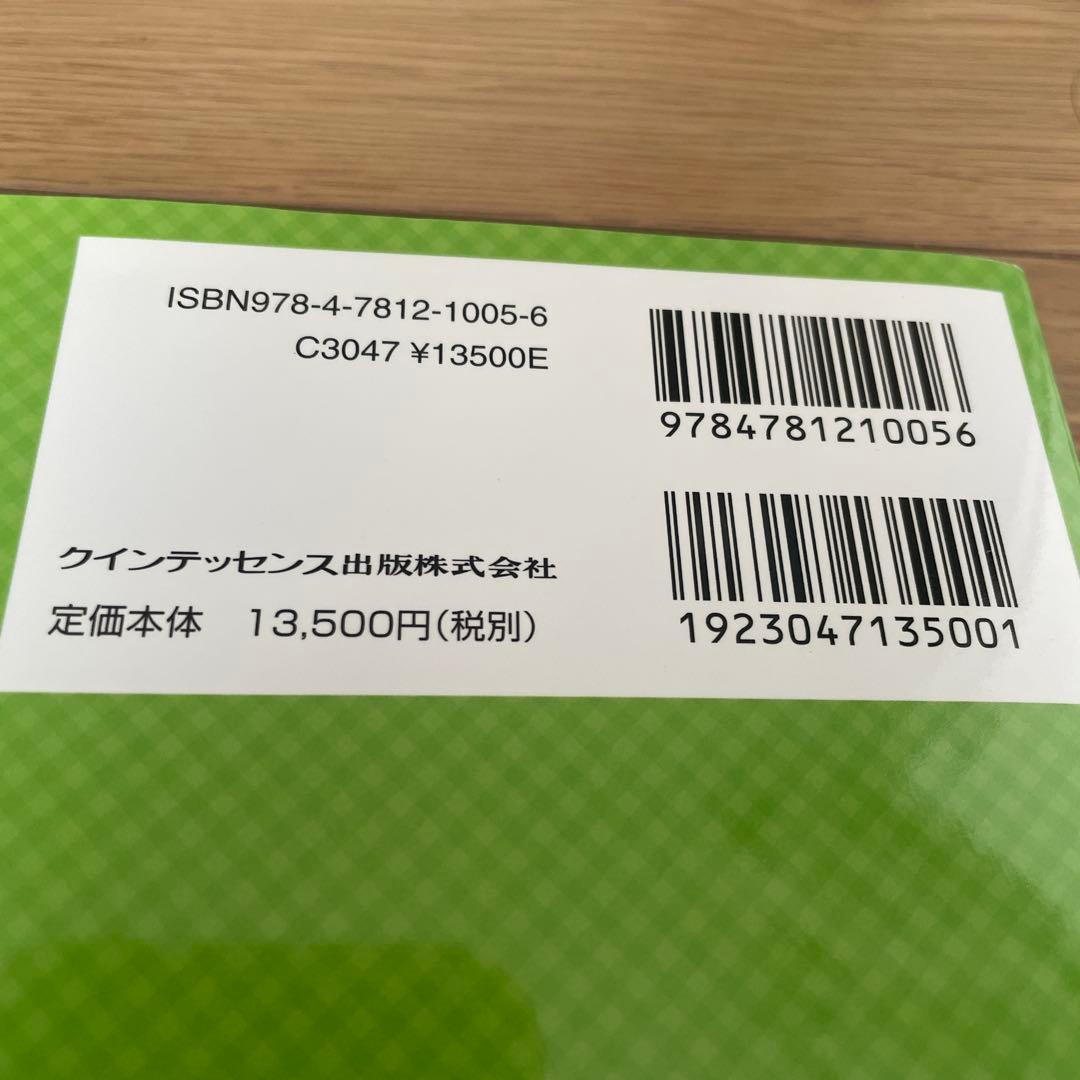 ISBN978-4-7812-1005-6
C3047 ¥13500E
9784781210056
クインテッセンス出版株式会社
定価本体　13,500円(税別)
1923047135001